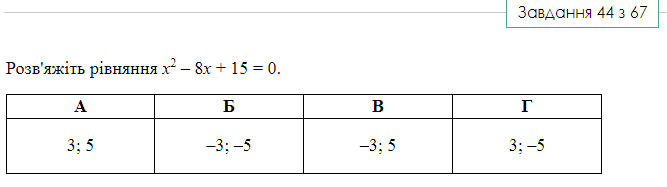 Завдання 44 з 67
Розв'яжіть рівняння x² – 8x + 15 = 0.
А Б В Г
3; 5 –3; –5 –3; 5 3; –5